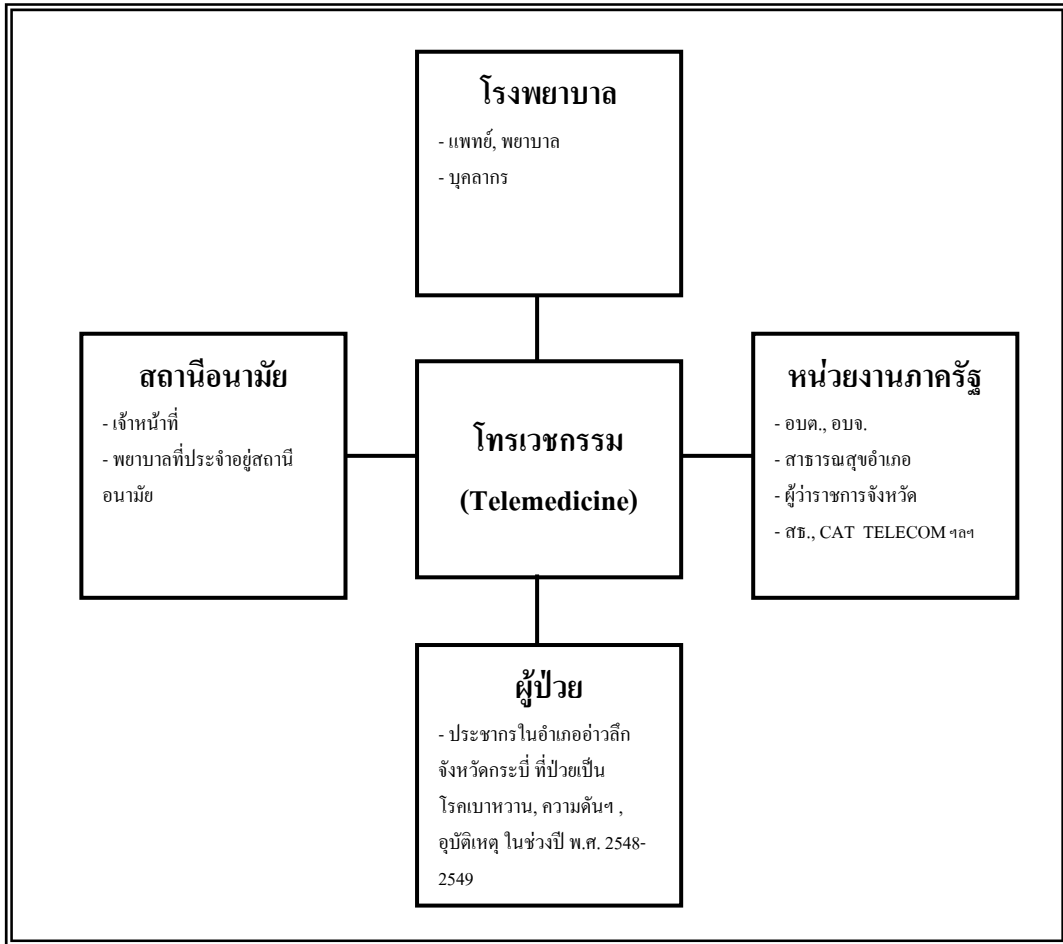 โรงพยาบาล
- แพทย์, พยาบาล
- บุคลากร
สถานีอนามัย
- เจ้าหน้าที่
- พยาบาลที่ประจำอยู่สถานี
อนามัย
โทรเวชกรรม
(Telemedicine)
หน่วยงานภาครัฐ
- อบต., อบจ.
- สาธารณสุขอำเภอ
- ผู้ว่าราชการจังหวัด
- สธ., CAT TELECOM ฯลฯ
ผู้ป่วย
- ประชากรในอำเภออ่าวลึก
จังหวัดกระบี่ ที่ป่วยเป็น
โรคเบาหวาน, ความดันฯ ,
อุบัติเหตุ ในช่วงปี พ.ศ. 2548-
2549